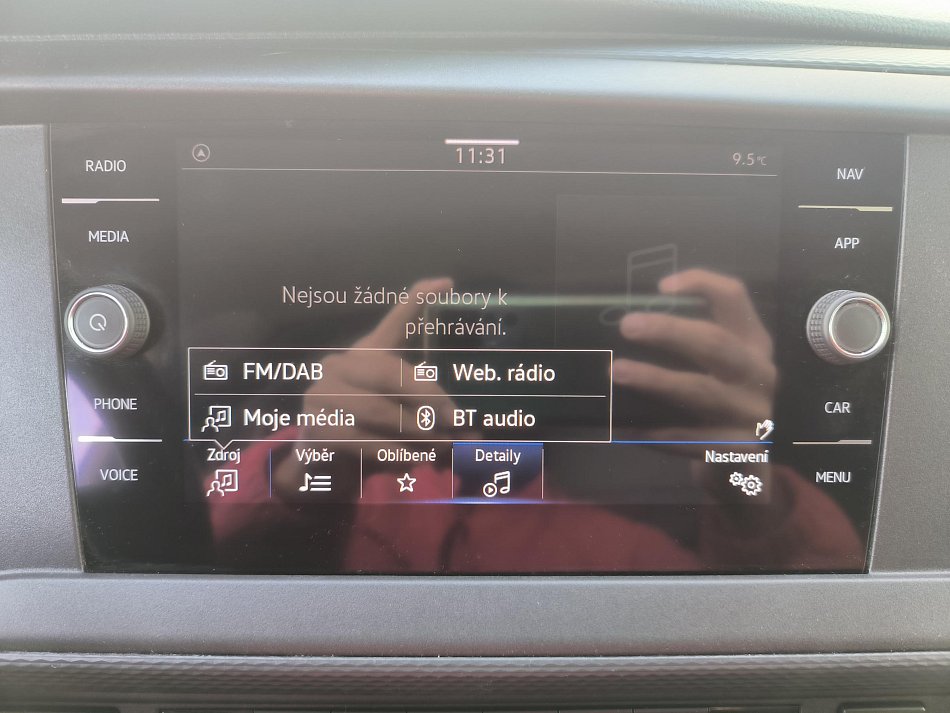 RADIO
MEDIA
PHONE
VOICE
11:31
9.5°C
Nejsou žádné soubory k
přehrávání.
FM/DAB
Web. rádio
Moje média
BT audio
Zdroj
Výběr
Oblíbené
Detaily
Nastavení
NAV
APP
CAR
MENU